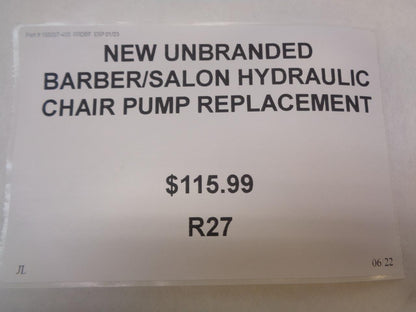 NEW UNBRANDED
BARBER/SALON HYDRAULIC
CHAIR PUMP REPLACEMENT
$115.99
R27
JL
06/22